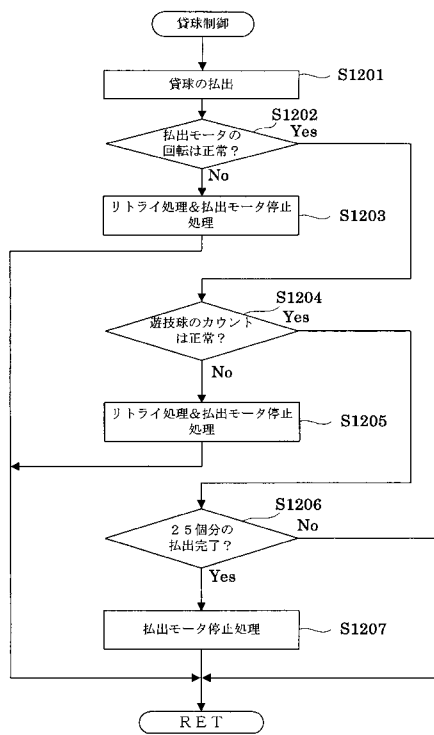 貸球制御
貸球の払出
S1201
S1202
払出モータの
回転は正常?
Yes
No
リトライ処理&払出モータ停止
処理
S1203
S1204
遊技球のカウント
は正常?
Yes
No
リトライ処理&払出モータ停止
処理
S1205
S1206
25個分の
払出完了?
No
Yes
払出モータ停止処理
S1207
RET